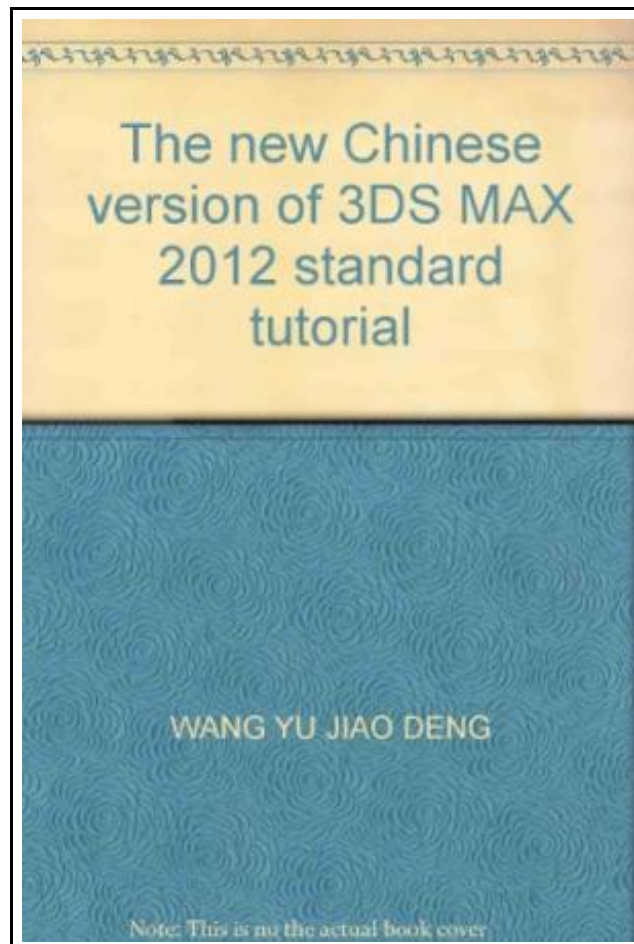 The new Chinese
version of 3DS MAX
2012 standard
tutorial
WANG YU JIAO DENG
Note: This is no the actual book cover